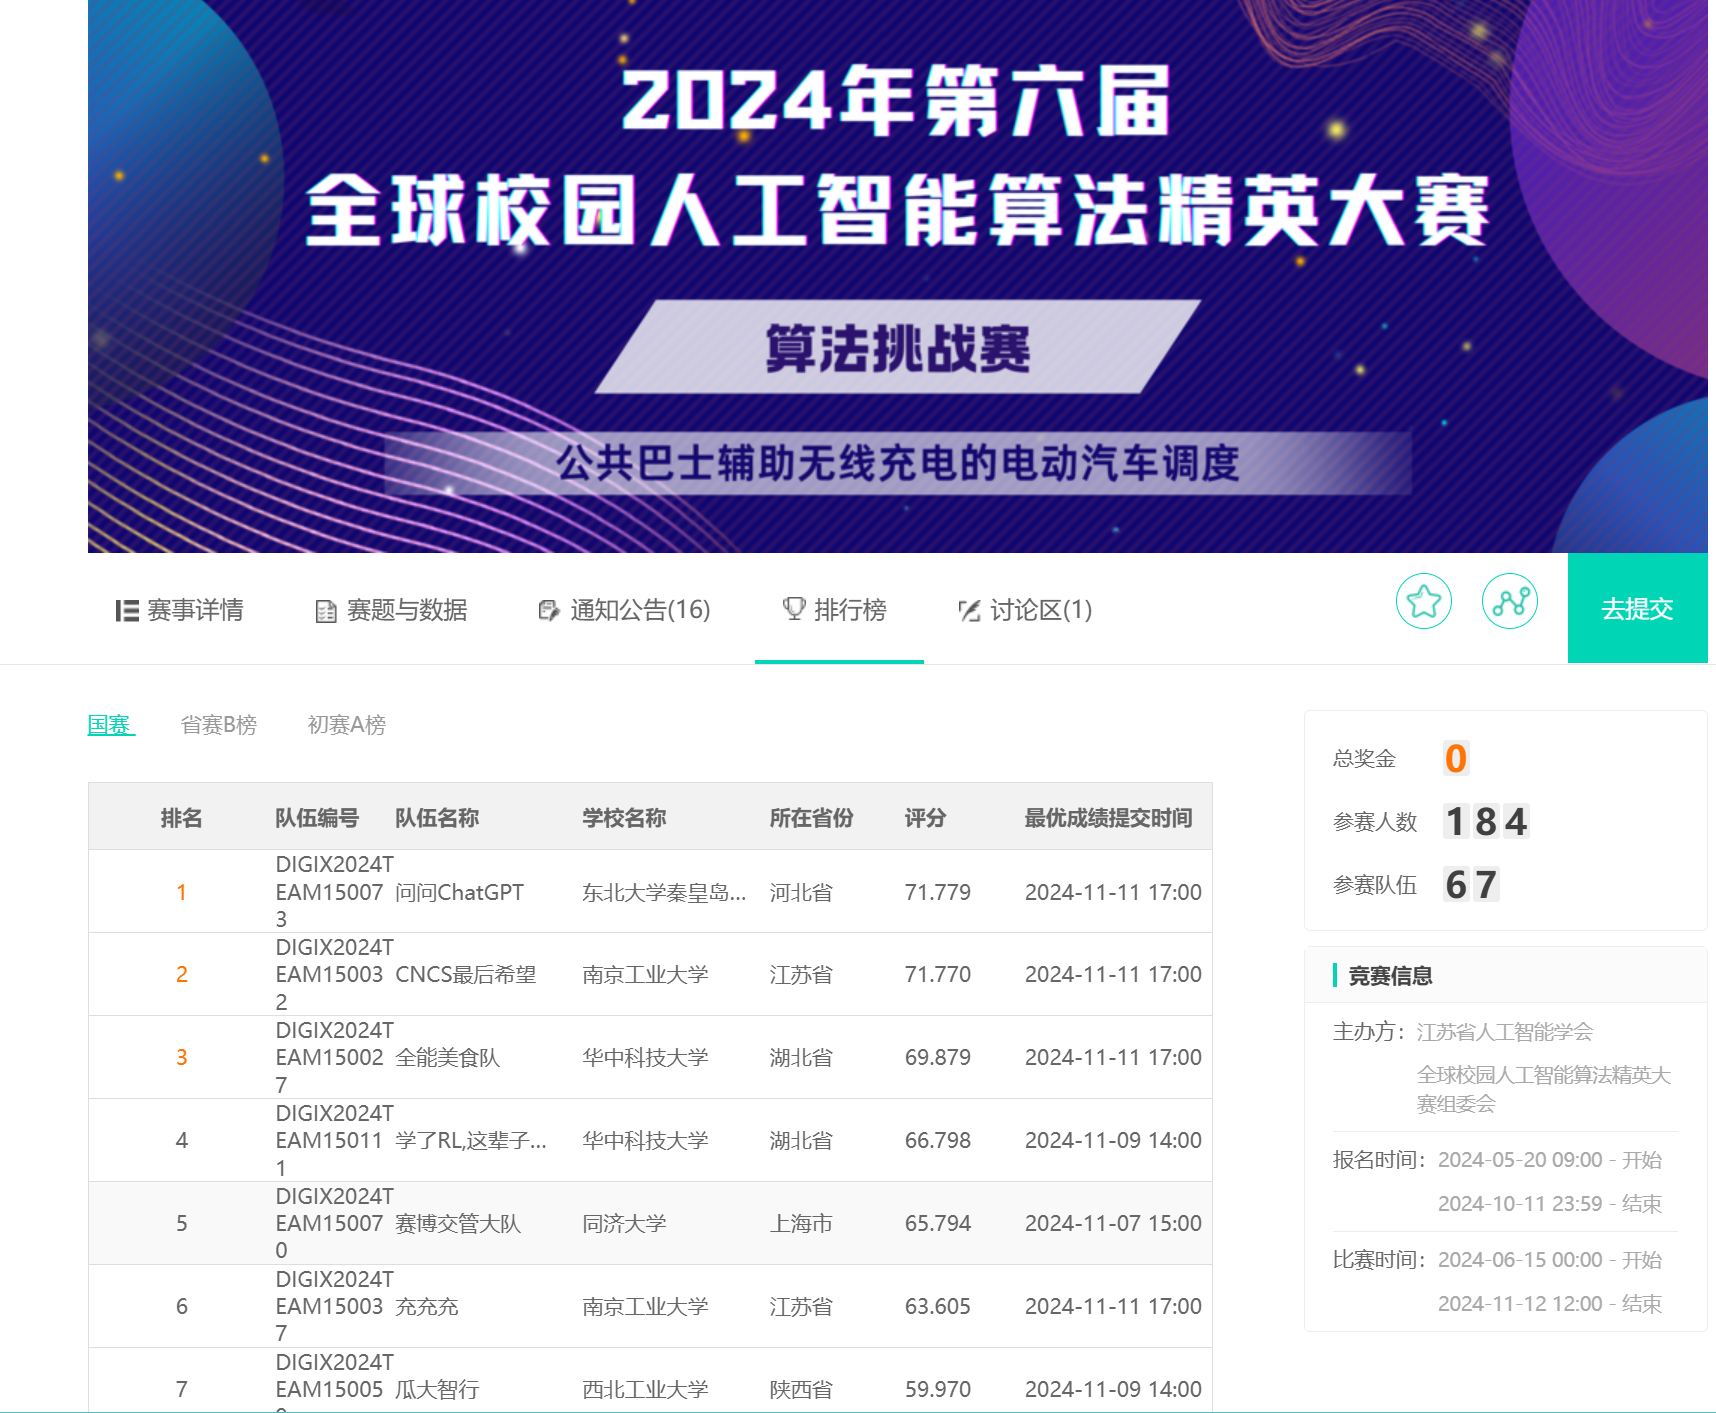 2024年第六届
全球校园人工智能算法精英大赛
算法挑战赛
公共巴士辅助无线充电的电动汽车调度
赛事详情 赛题与数据 通知公告(16) 排行榜 讨论区(1) 去提交
国赛 省赛B榜 初赛A榜
排名 队伍编号 队伍名称 学校名称 所在省份 评分 最优成绩提交时间
1 DIGIX2024TEAM150073 问问ChatGPT 东北大学秦皇岛... 河北省 71.779 2024-11-11 17:00
2 DIGIX2024TEAM150032 CNCS最后希望 南京工业大学 江苏省 71.770 2024-11-11 17:00
3 DIGIX2024TEAM150027 全能美食队 华中科技大学 湖北省 69.879 2024-11-11 17:00
4 DIGIX2024TEAM150111 学了RL,这辈子... 华中科技大学 湖北省 66.798 2024-11-09 14:00
5 DIGIX2024TEAM150070 赛博交管大队 同济大学 上海市 65.794 2024-11-07 15:00
6 DIGIX2024TEAM150037 充充充 南京工业大学 江苏省 63.605 2024-11-11 17:00
7 DIGIX2024TEAM15005 瓜大智行 西北工业大学 陕西省 59.970 2024-11-09 14:00
总奖金 0
参赛人数 184
参赛队伍 67
竞赛信息
主办方： 江苏省人工智能学会
全球校园人工智能算法精英大
赛组委会
报名时间： 2024-05-20 09:00 - 开始
2024-10-11 23:59 - 结束
比赛时间： 2024-06-15 00:00 - 开始
2024-11-12 12:00 - 结束